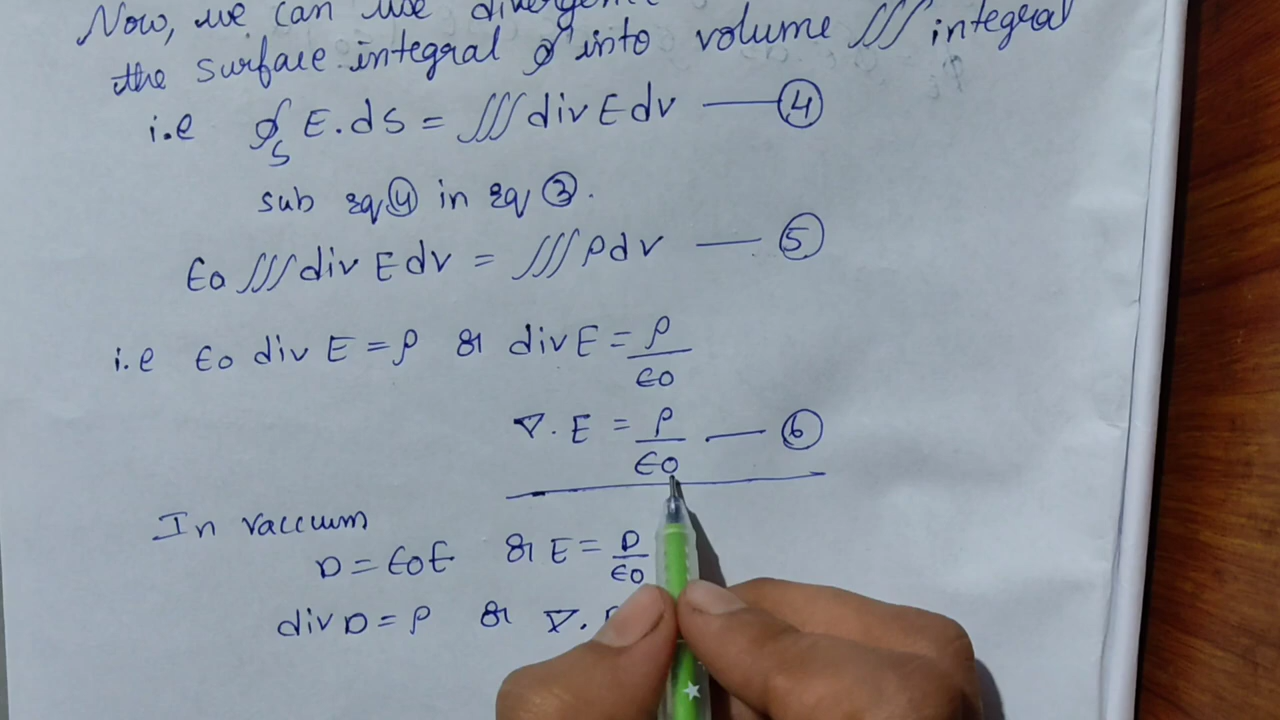 Now, we can use divergence
the surface integral ∮ into volume ∭ integral
i.e ∮s E.ds = ∭ div E dv — ④
sub eq ④ in eq ③.
ϵ0 ∭ div E dv = ∭ ρdv — ⑤
i.e ϵ0 div E = ρ or div E = ρ/ϵ0
∇. E = ρ/ϵ0 — ⑥
In vaccum
D = ϵ0E or E = D/ϵ0
div D = ρ or ∇.